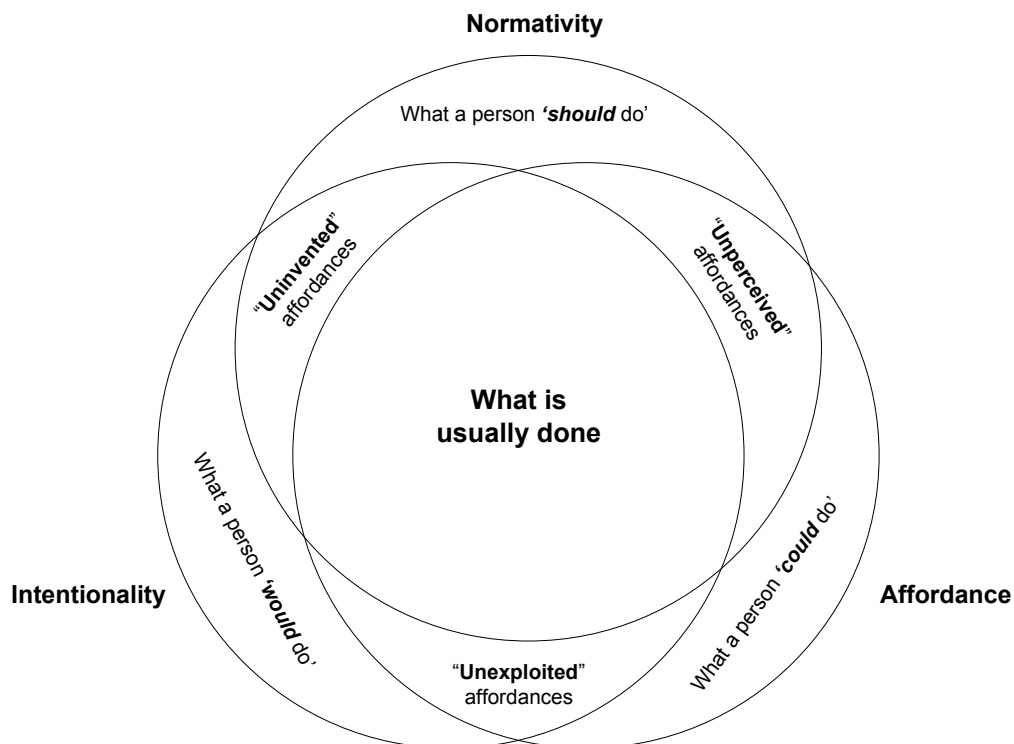 Normativity
What a person ‘should do’
“Uninvented”
affordances
“Unperceived”
affordances
What is
usually done
What a person ‘would do’
What a person ‘could do’
Intentionality
Affordance
“Unexploited”
affordances